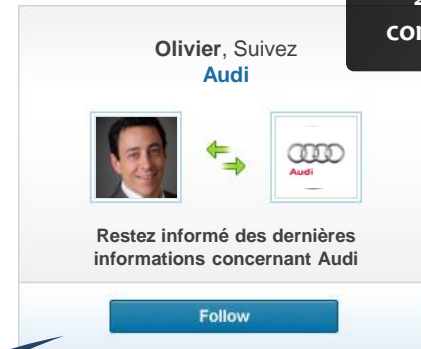 Olivier, Suivez
Audi
Audi
Restez informé des dernières
informations concernant Audi
Follow